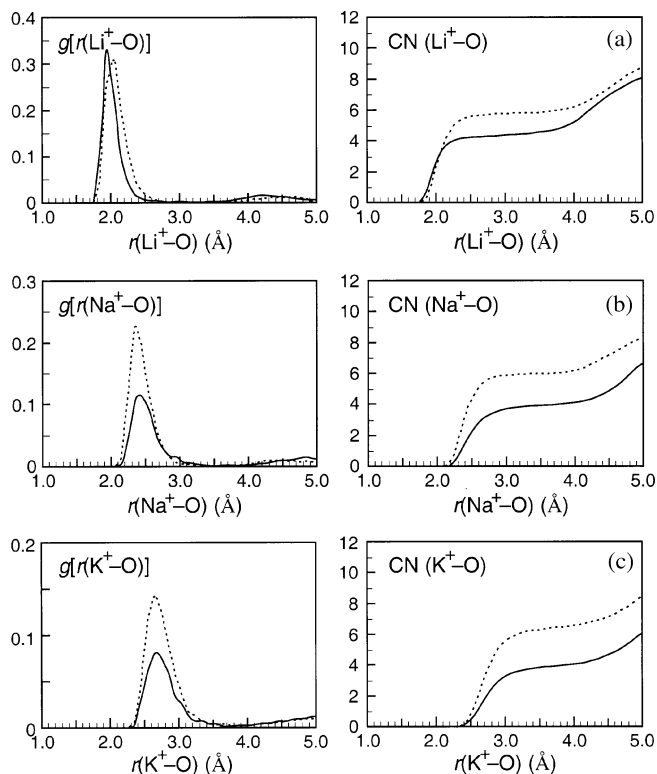 g[r(Li⁺–O)]
CN (Li⁺–O)
(a)
0.4
0.3
0.2
0.1
0
12
10
8
6
4
2
0
1.0 2.0 3.0 4.0 5.0
1.0 2.0 3.0 4.0 5.0
r(Li⁺–O) (Å)
r(Li⁺–O) (Å)
g[r(Na⁺–O)]
CN (Na⁺–O)
(b)
0.3
0.2
0.1
0
12
10
8
6
4
2
0
1.0 2.0 3.0 4.0 5.0
1.0 2.0 3.0 4.0 5.0
r(Na⁺–O) (Å)
r(Na⁺–O) (Å)
g[r(K⁺–O)]
CN (K⁺–O)
(c)
0.2
0.1
0
12
10
8
6
4
2
0
1.0 2.0 3.0 4.0 5.0
1.0 2.0 3.0 4.0 5.0
r(K⁺–O) (Å)
r(K⁺–O) (Å)